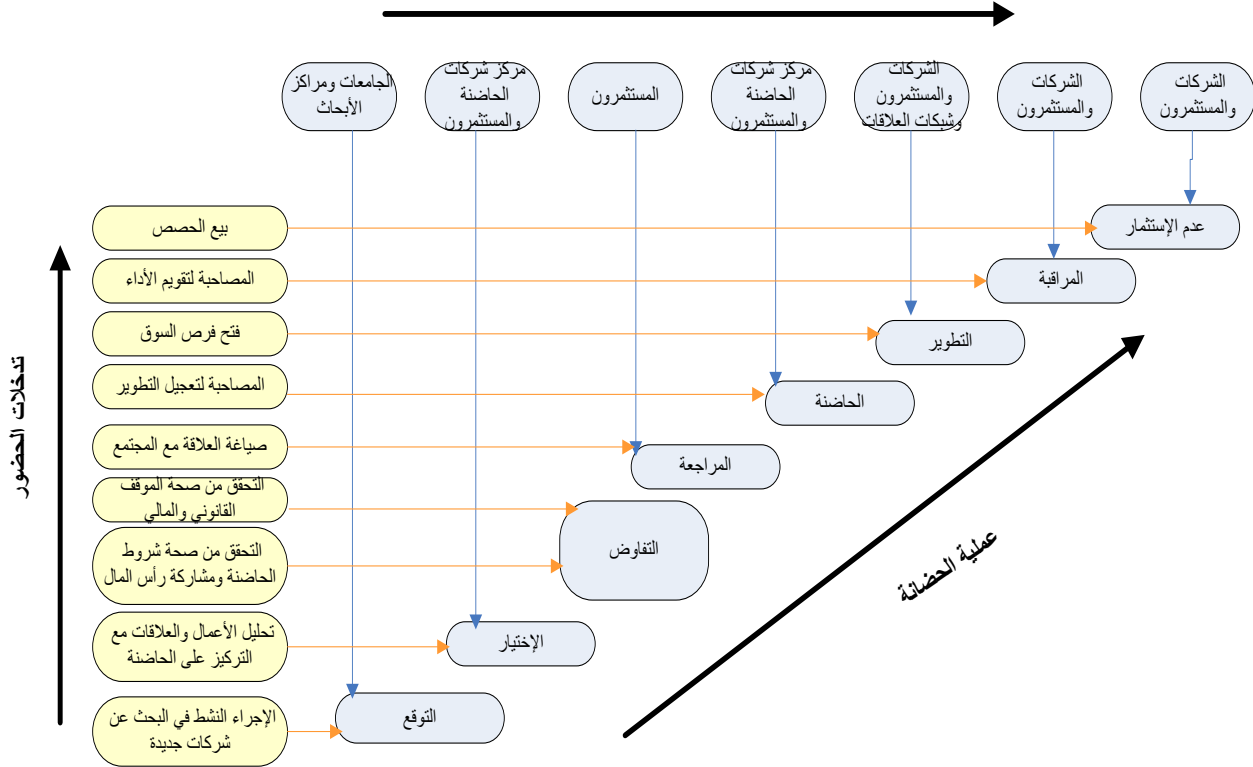 الجامعات ومراكز
الأبحاث
مركز شركات
الحاضنة
والمستثمرون
المستثمرون
مركز شركات
الحاضنة
والمستثمرون
الشركات
والمستثمرون
وشبكات العلاقات
الشركات
والمستثمرون
الشركات
والمستثمرون
بيع الحصص
عدم الإستثمار
المصاحبة لتقويم الأداء
المراقبة
فتح فرص السوق
التطوير
المصاحبة لتعجيل التطوير
الحاضنة
صياغة العلاقة مع المجتمع
المراجعة
التحقق من صحة الموقف
القانوني والمالي
التحقق من صحة شروط
الحاضنة ومشاركة رأس المال
التفاوض
تحليل الأعمال والعلاقات مع
التركيز على الحاضنة
الإختيار
الإجراء النشط في البحث عن
شركات جديدة
التوقع
تدخلات الحضور
عملية الحضانة